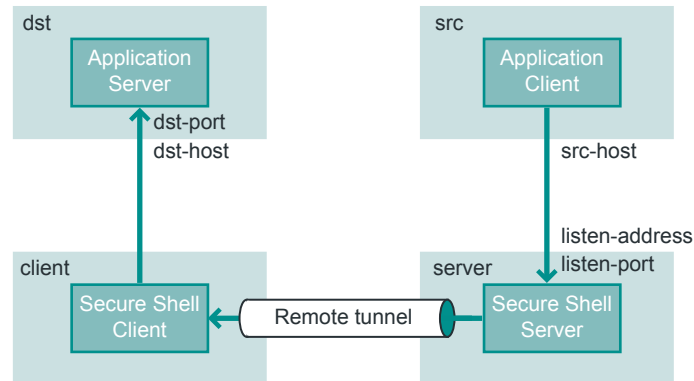 dst
Application
Server
dst-port
dst-host
src
Application
Client
src-host
listen-address
listen-port
client
Secure Shell
Client
Remote tunnel
server
Secure Shell
Server